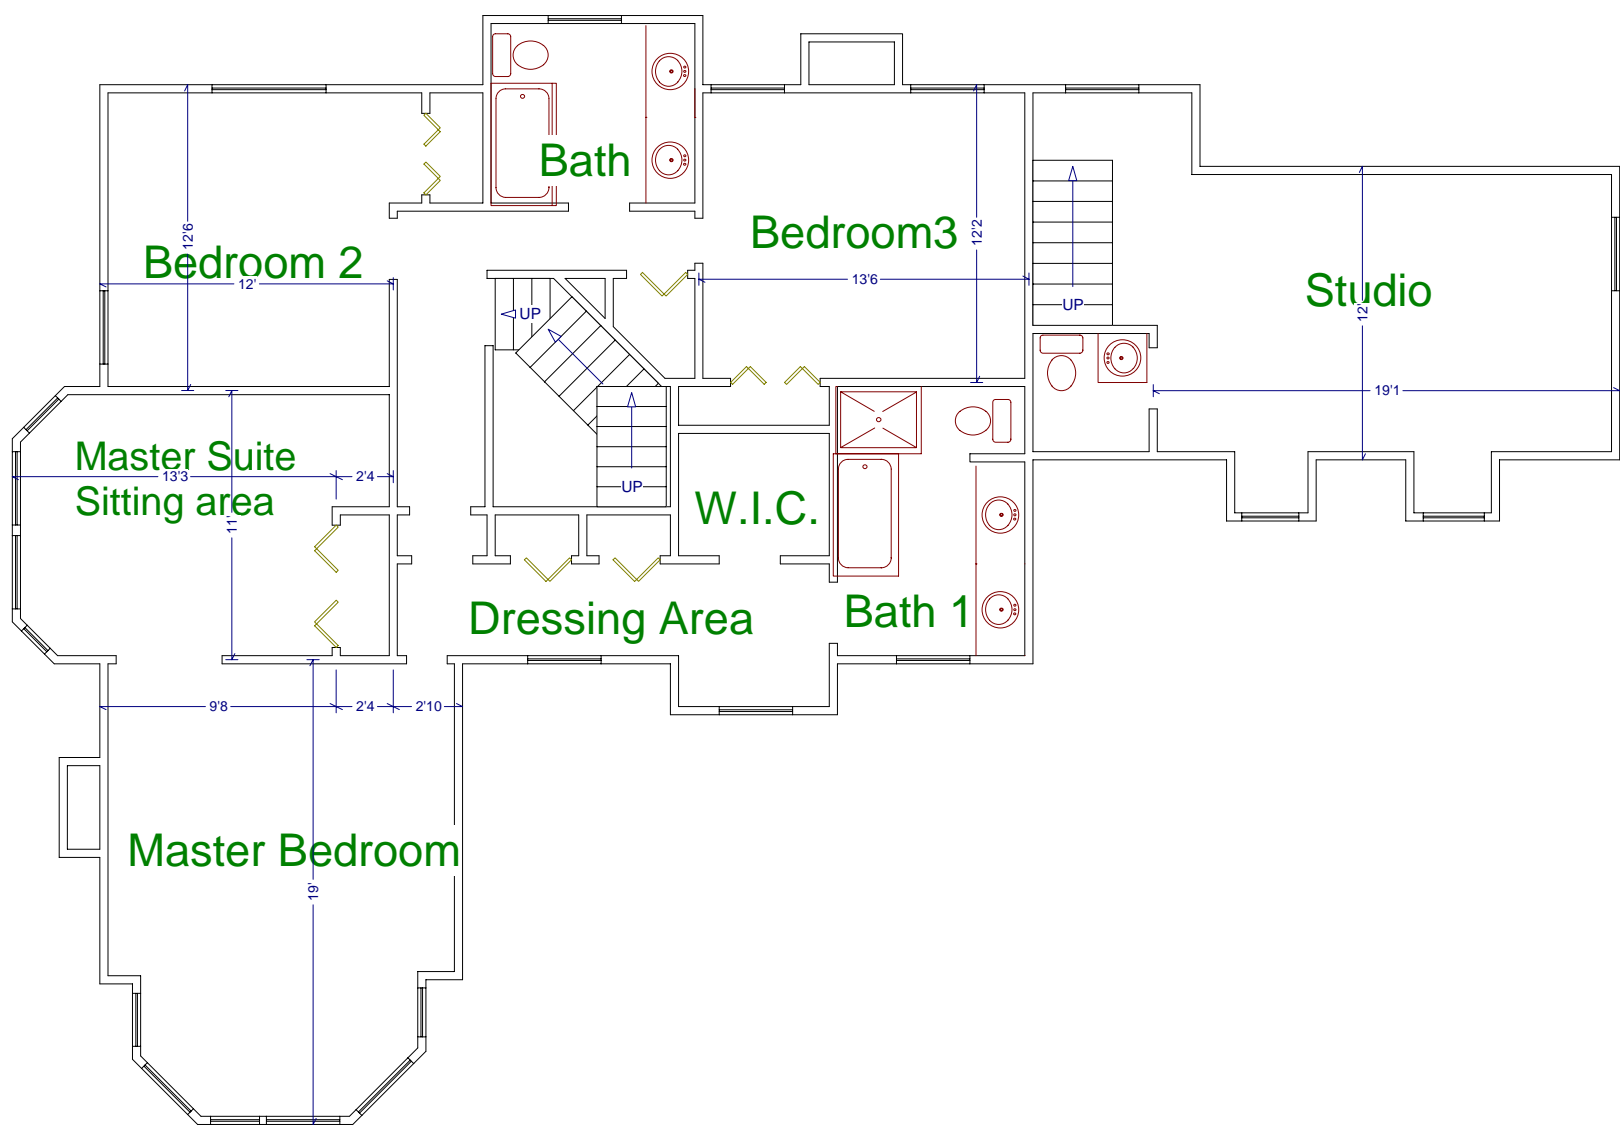 Bath
12'6
Bedroom 2
12'
Bedroom3
12'2
13'6
Studio
12'
19'1
UP
UP
UP
Master Suite
13'3
2'4
Sitting area
11'
W.I.C.
Dressing Area
Bath 1
9'8
2'4
2'10
Master Bedroom
19'